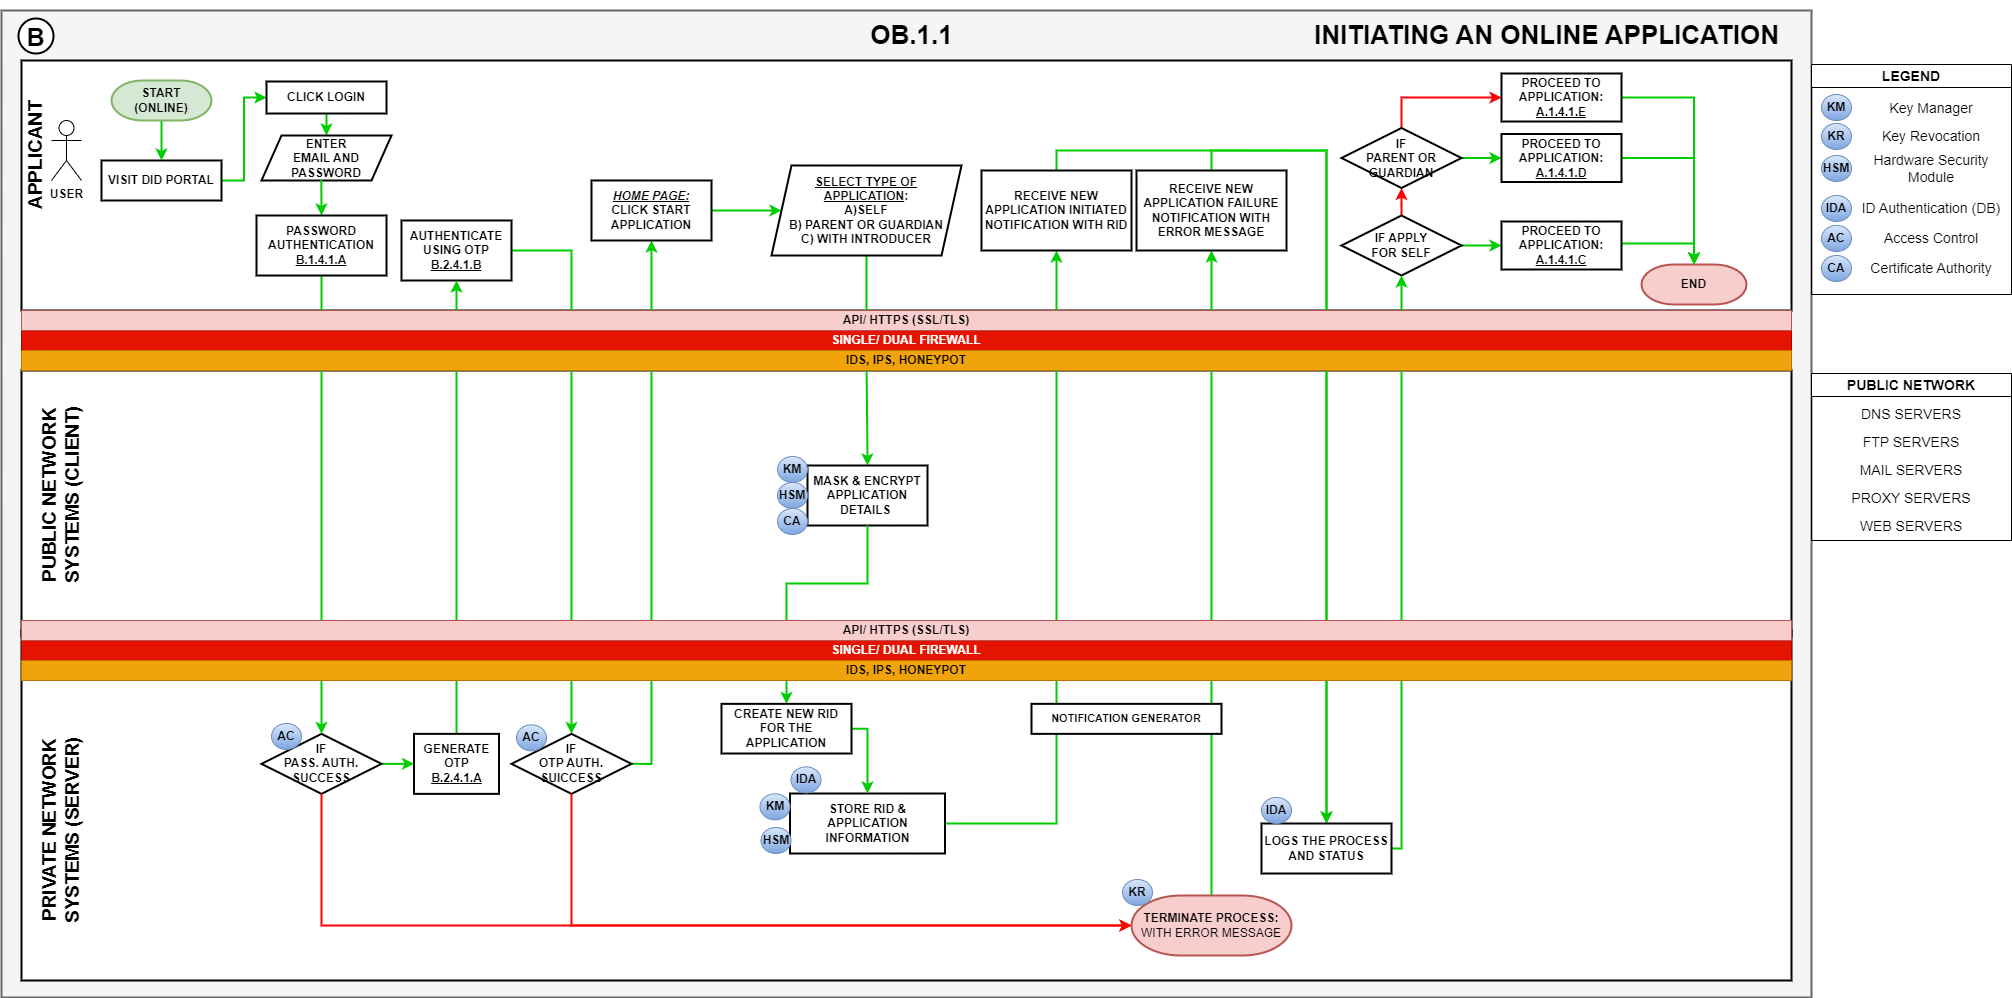 B
OB.1.1
INITIATING AN ONLINE APPLICATION
APPLICANT
USER
START
(ONLINE)
VISIT DID PORTAL
CLICK LOGIN
ENTER
EMAIL AND
PASSWORD
PASSWORD
AUTHENTICATION
B.1.4.1.A
AUTHENTICATE
USING OTP
B.2.4.1.B
HOME PAGE:
CLICK START
APPLICATION
SELECT TYPE OF
APPLICATION:
A)SELF
B) PARENT OR GUARDIAN
C) WITH INTRODUCER
RECEIVE NEW
APPLICATION INITIATED
NOTIFICATION WITH RID
RECEIVE NEW
APPLICATION FAILURE
NOTIFICATION WITH
ERROR MESSAGE
IF
PARENT OR
GUARDIAN
IF APPLY
FOR SELF
PROCEED TO
APPLICATION:
A.1.4.1.E
PROCEED TO
APPLICATION:
A.1.4.1.D
PROCEED TO
APPLICATION:
A.1.4.1.C
END
API/ HTTPS (SSL/TLS)
SINGLE/ DUAL FIREWALL
IDS, IPS, HONEYPOT
PUBLIC NETWORK
SYSTEMS (CLIENT)
KM
HSM
CA
MASK & ENCRYPT
APPLICATION
DETAILS
API/ HTTPS (SSL/TLS)
SINGLE/ DUAL FIREWALL
IDS, IPS, HONEYPOT
PRIVATE NETWORK
SYSTEMS (SERVER)
AC
IF
PASS. AUTH.
SUCCESS
GENERATE
OTP
B.2.4.1.A
AC
IF
OTP AUTH.
SUICCESS
CREATE NEW RID
FOR THE
APPLICATION
IDA
KM
HSM
STORE RID &
APPLICATION
INFORMATION
NOTIFICATION GENERATOR
IDA
LOGS THE PROCESS
AND STATUS
KR
TERMINATE PROCESS:
WITH ERROR MESSAGE
LEGEND
KM Key Manager
KR Key Revocation
HSM Hardware Security
Module
IDA ID Authentication (DB)
AC Access Control
CA Certificate Authority
PUBLIC NETWORK
DNS SERVERS
FTP SERVERS
MAIL SERVERS
PROXY SERVERS
WEB SERVERS